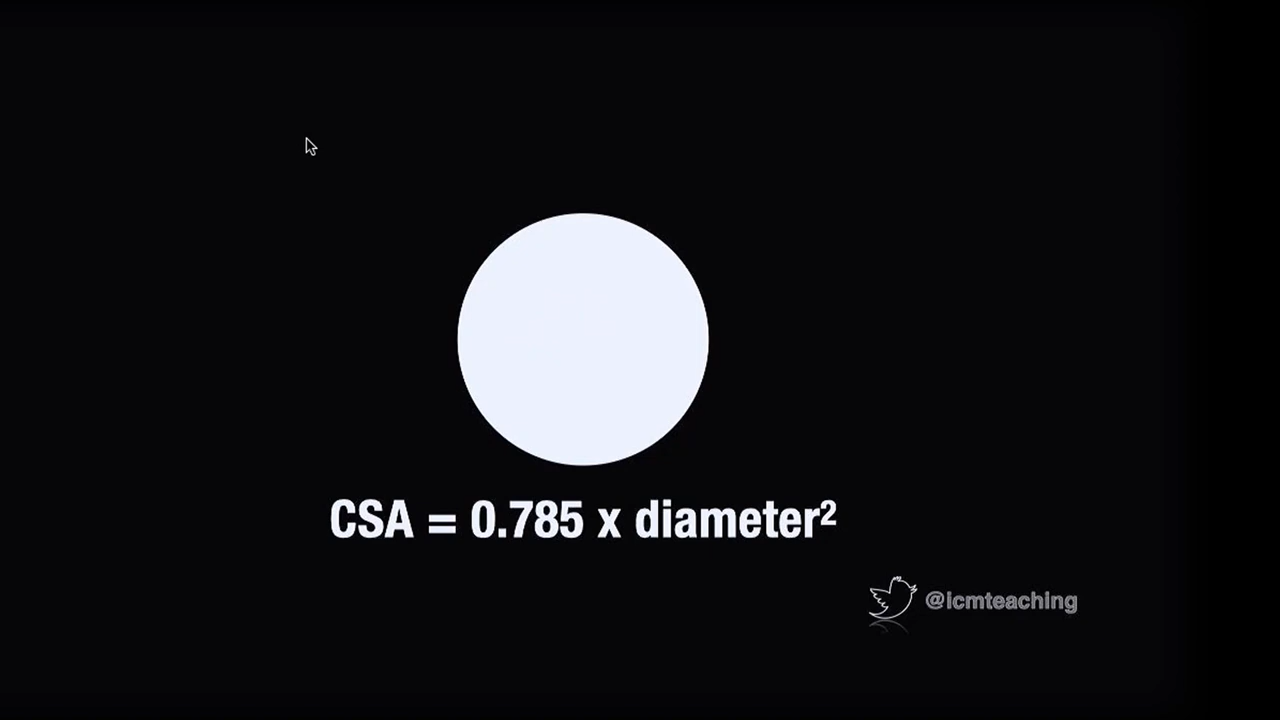 CSA = 0.785 x diameter²
@icmteaching